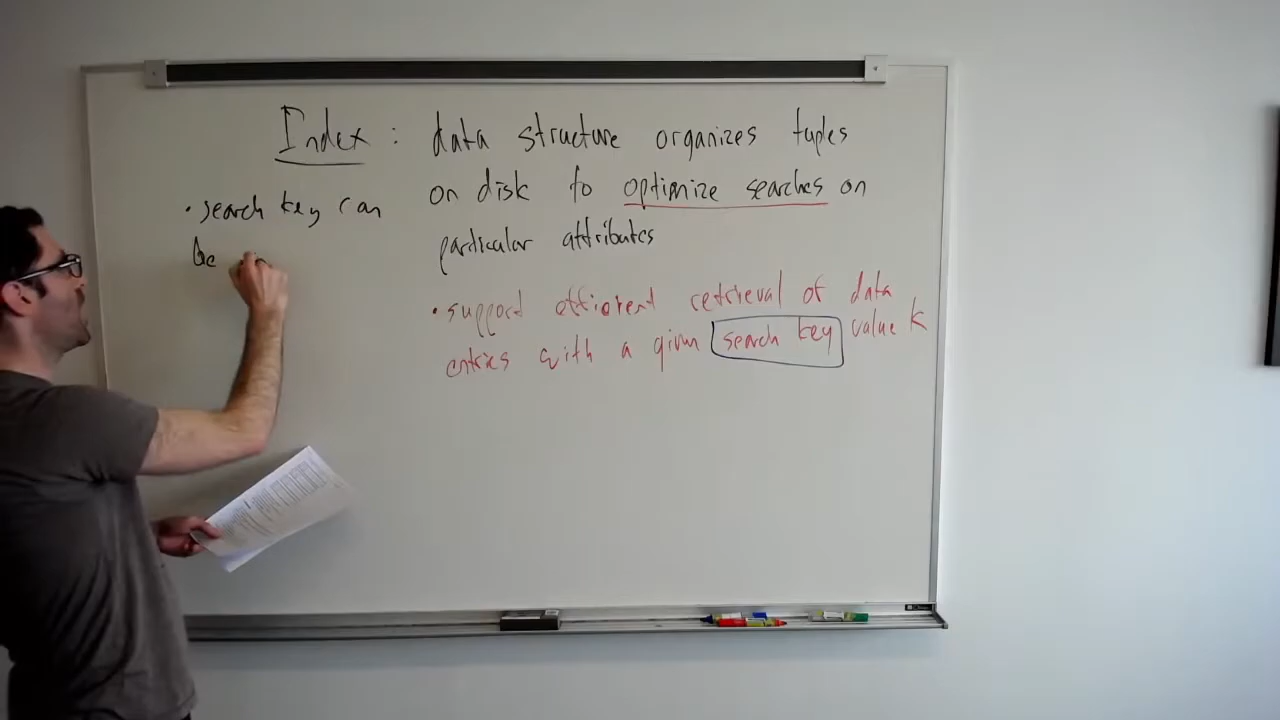 Index: data structure organizes tuples
on disk to optimize searches on
particular attributes
• search key can
be
• support efficient retrieval of data
entries with a given search key value k